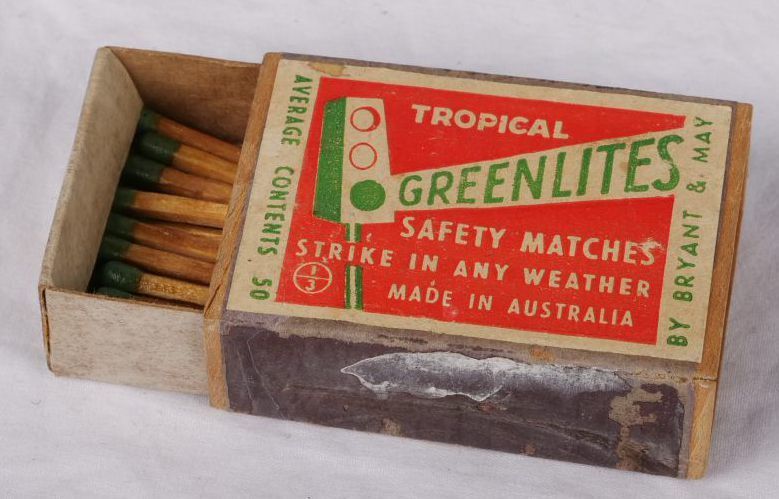 TROPICAL
GREENLITES
SAFETY MATCHES
STRIKE IN ANY WEATHER
MADE IN AUSTRALIA
AVERAGE CONTENTS 50
BY BRYANT & MAY
1/3